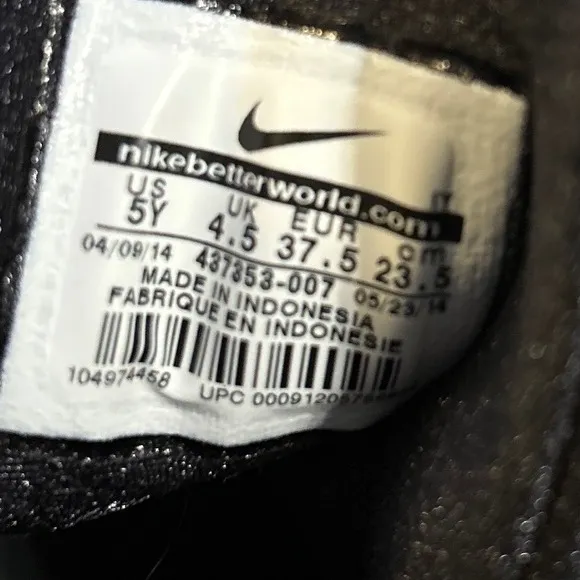 nikebetterworld.com
US UK EUR cm
5Y 4.5 37.5 23.5
04/09/14 437353-007 05/23/14
MADE IN INDONESIA
FABRIQUE EN INDONESIE
104974458 UPC